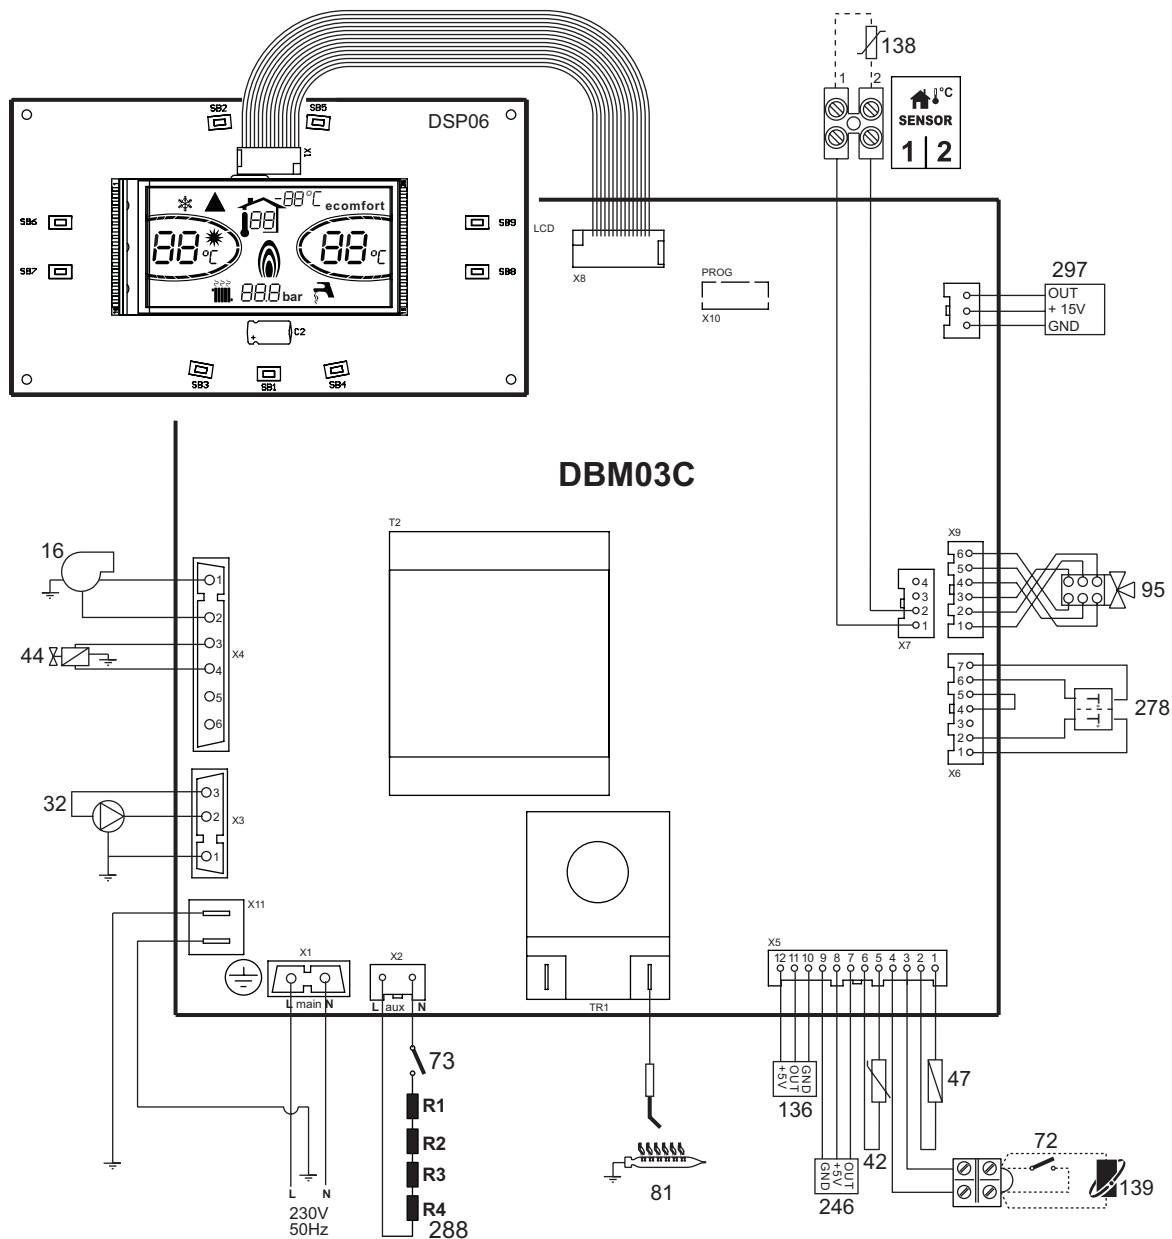 138
1
2
°C
SENSOR
1 2
SB2
SB5
DSP06
X1
-88°C
ecomfort
88
88 °C
88 °C
88.8 bar
SB6
SB7
SB9
SB8
+
C2
SB3
SB1
SB4
LCD
X8
PROG
X10
297
OUT
+ 15V
GND
DBM03C
T2
16
1
2
3
4
5
6
X4
44
32
3
2
1
X3
X11
X9
6
5
4
3
2
1
95
4
3
2
1
X7
7
6
5
4
3
2
1
X6
278
X1
L main N
X2
L aux N
TR1
X5
12 11 10 9 8 7 6 5 4 3 2 1
73
R1
R2
R3
R4
288
L N
230V
50Hz
81
GND
OUT
+5V
136
OUT
+5V
GND
246
42
47
72
139